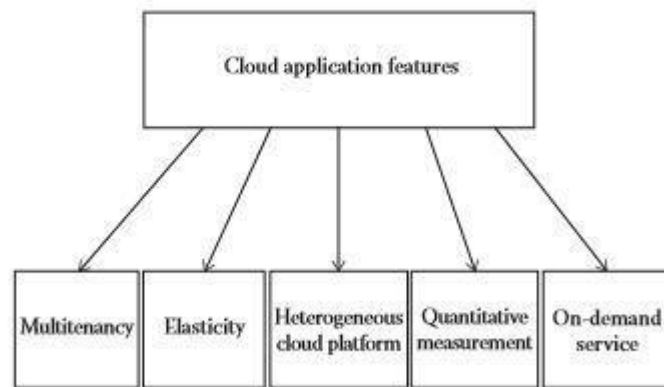 Cloud application features
Multitenancy
Elasticity
Heterogeneous
cloud platform
Quantitative
measurement
On-demand
service